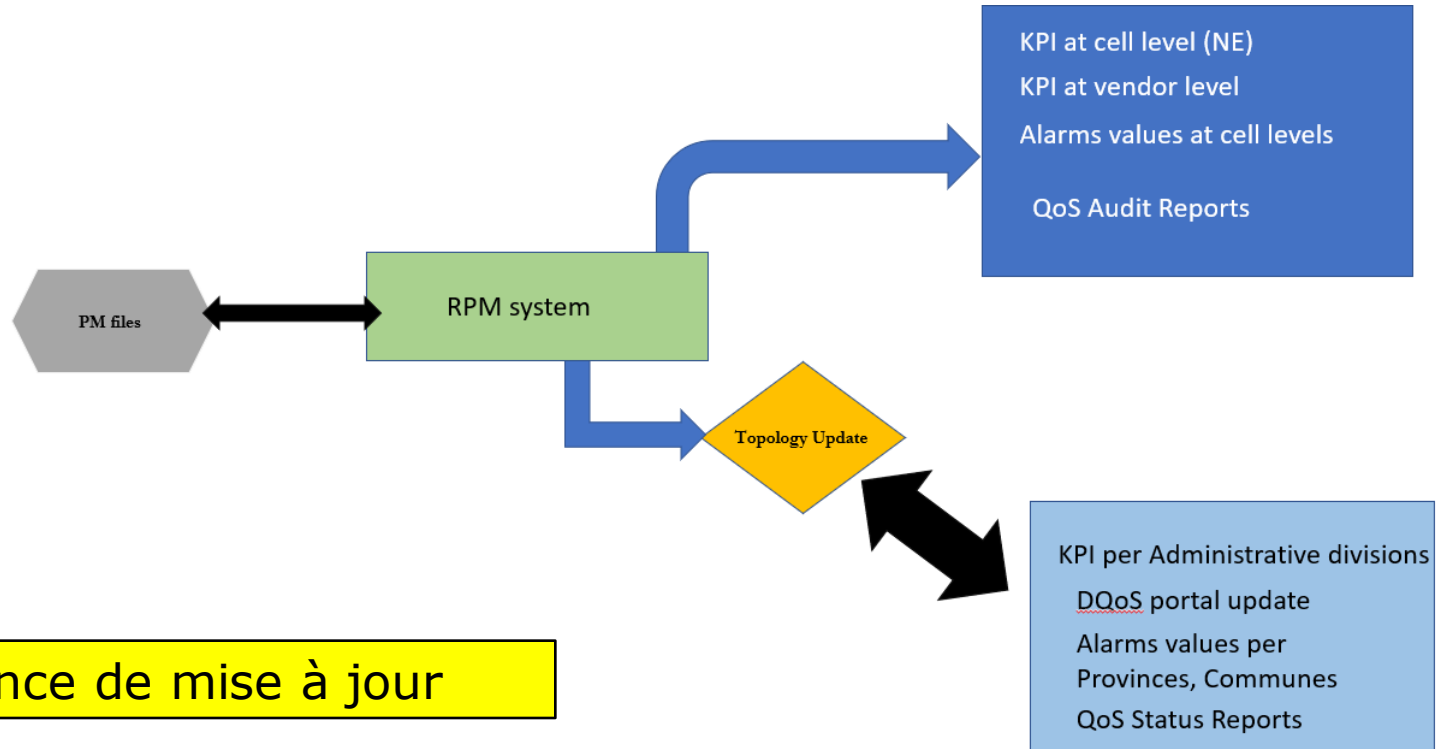 KPI at cell level (NE)
KPI at vendor level
Alarms values at cell levels
QoS Audit Reports
PM files
RPM system
Topology Update
KPI per Administrative divisions
DQoS portal update
Alarms values per
Provinces, Communes
QoS Status Reports
de mise à jour